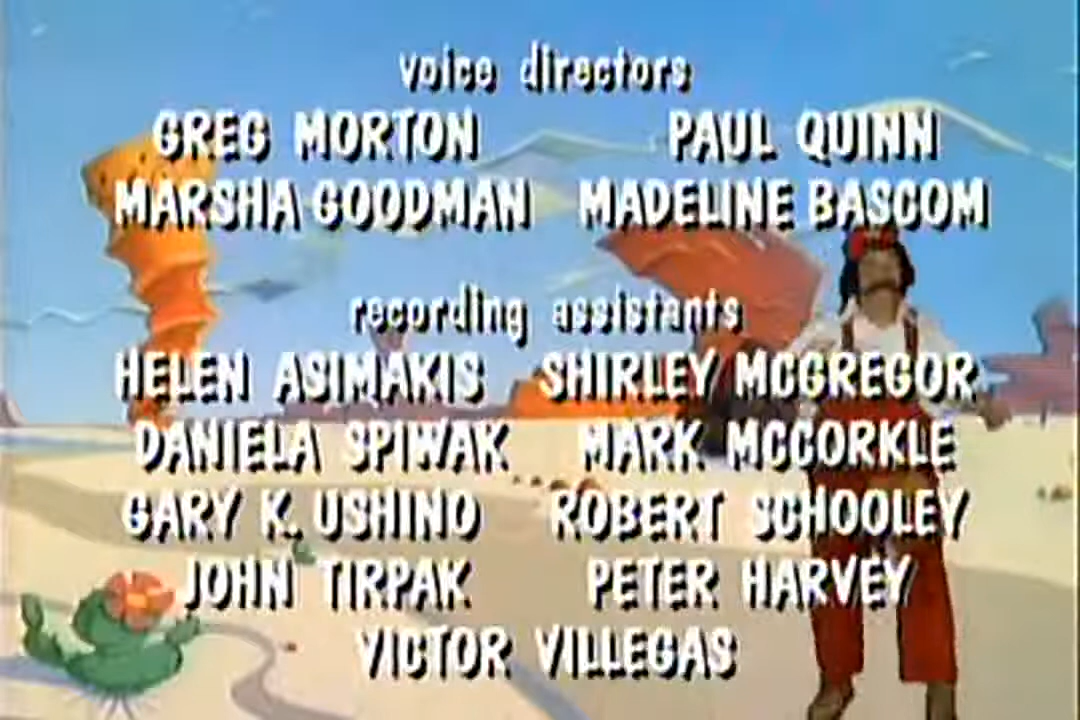 voice directors
GREG MORTON PAUL QUINN
MARSHA GOODMAN MADELINE BASCOM
recording assistants
HELEN ASIMAKIS SHIRLEY MCGREGOR
DANIELA SPIWAK MARK MCCORKLE
GARY K. USHINO ROBERT SCHOOLEY
JOHN TIRPAK PETER HARVEY
VICTOR VILLEGAS